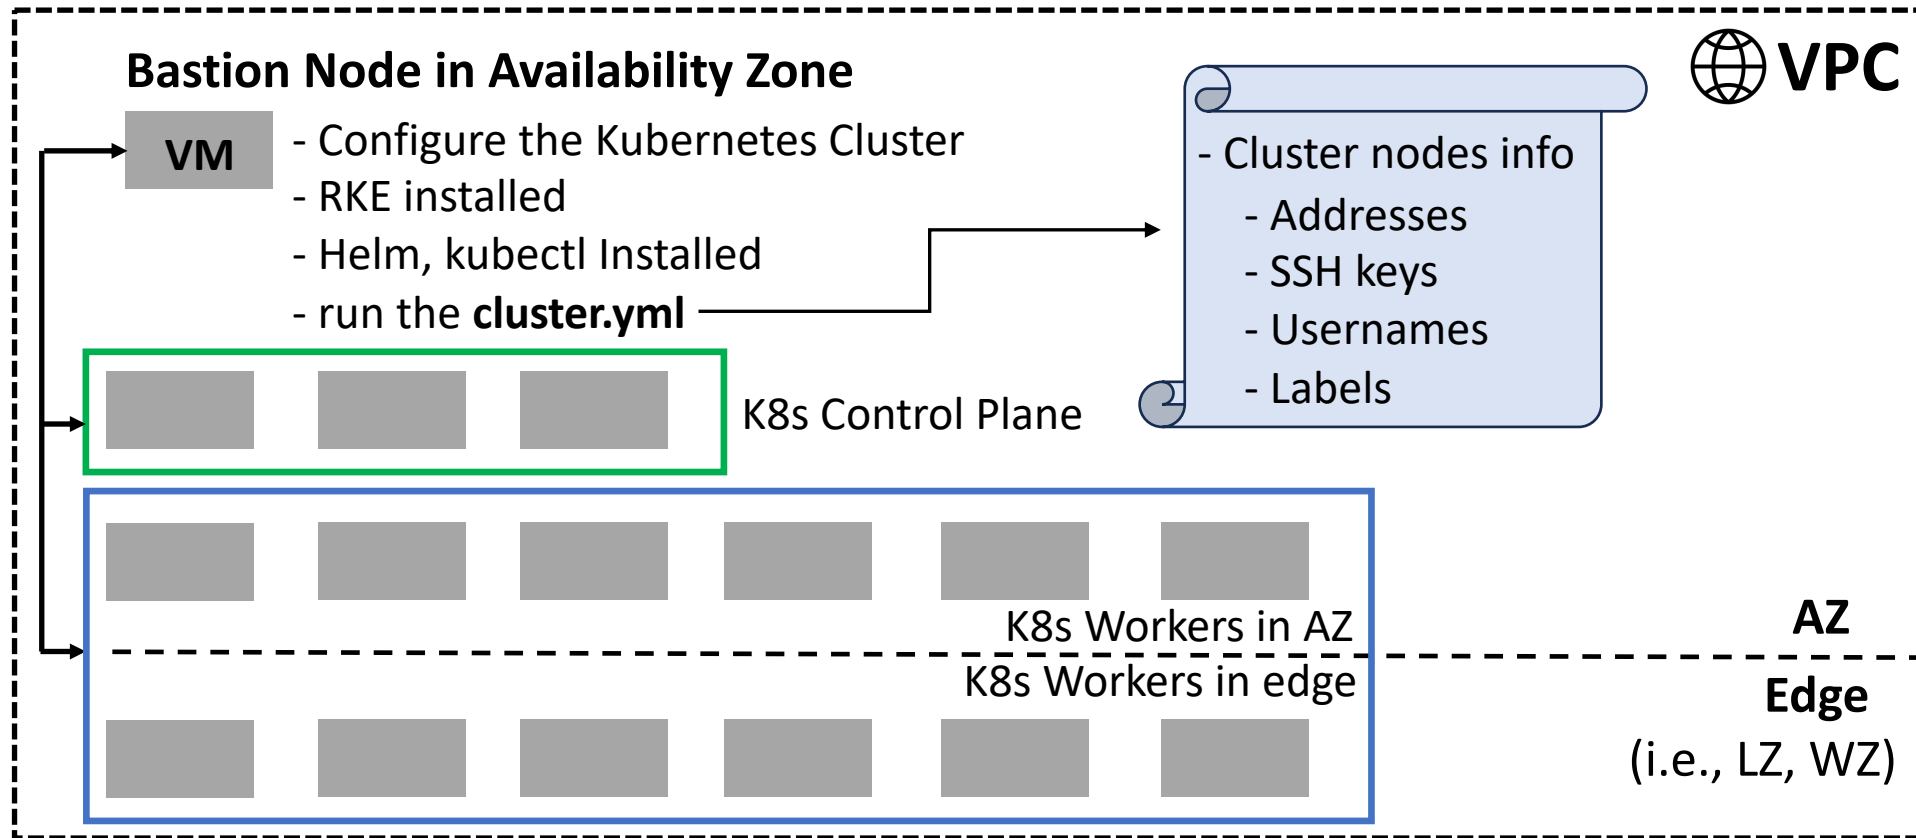 Bastion Node in Availability Zone
VPC
VM
- Configure the Kubernetes Cluster
- RKE installed
- Helm, kubectl Installed
- run the cluster.yml
- Cluster nodes info
- Addresses
- SSH keys
- Usernames
- Labels
K8s Control Plane
K8s Workers in AZ
AZ
K8s Workers in edge
Edge
(i.e., LZ, WZ)